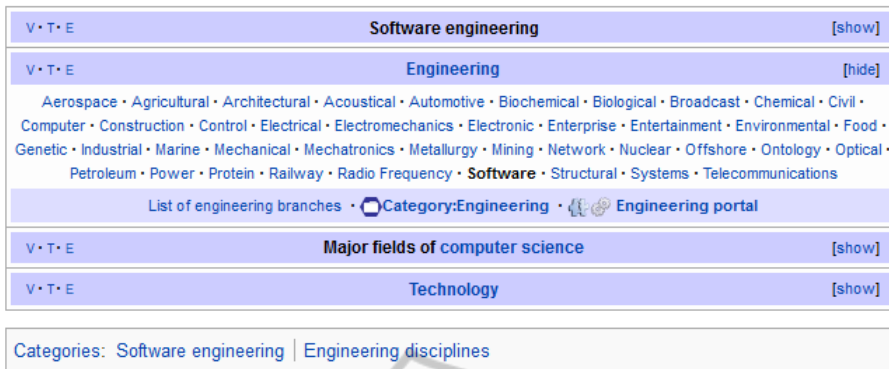 V · T · E Software engineering [show]
V · T · E Engineering [hide]
Aerospace · Agricultural · Architectural · Acoustical · Automotive · Biochemical · Biological · Broadcast · Chemical · Civil ·
Computer · Construction · Control · Electrical · Electromechanics · Electronic · Enterprise · Entertainment · Environmental · Food ·
Genetic · Industrial · Marine · Mechanical · Mechatronics · Metallurgy · Mining · Network · Nuclear · Offshore · Ontology · Optical ·
Petroleum · Power · Protein · Railway · Radio Frequency · Software · Structural · Systems · Telecommunications
List of engineering branches · Category:Engineering · Engineering portal
V · T · E Major fields of computer science [show]
V · T · E Technology [show]
Categories: Software engineering | Engineering disciplines